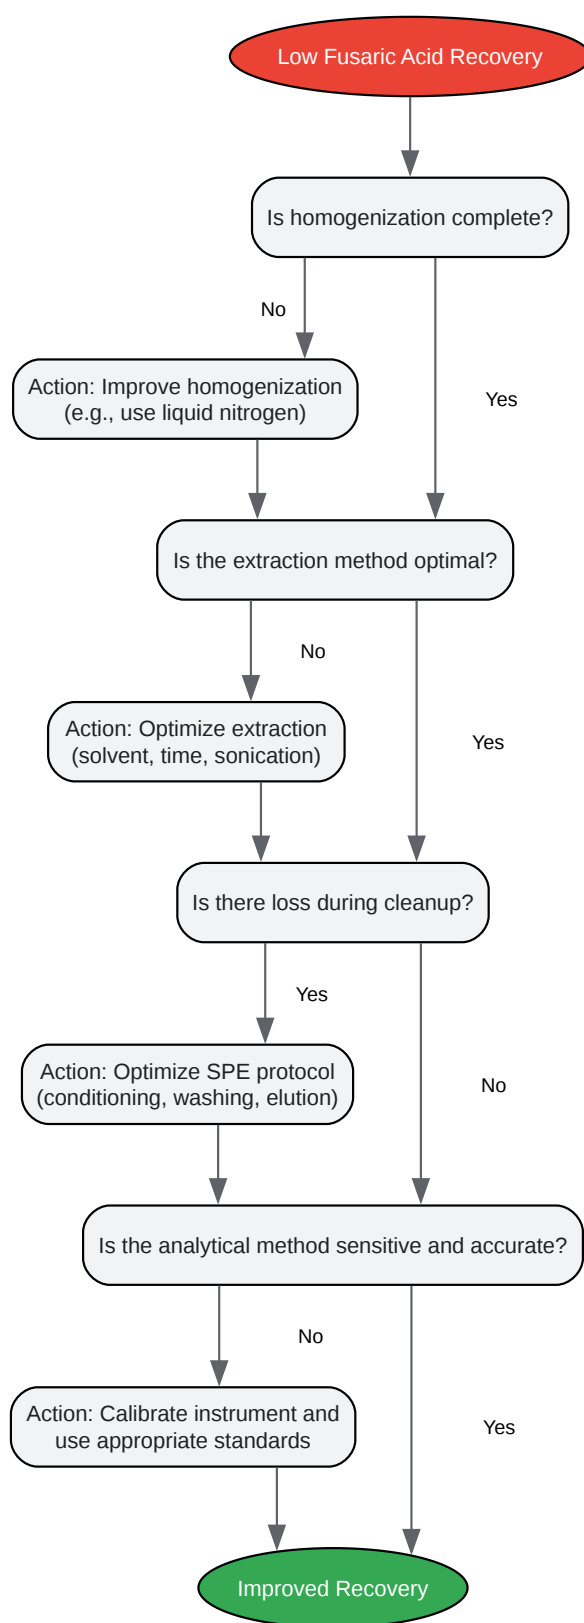 Low Fusaric Acid Recovery
Is homogenization complete?
No
Action: Improve homogenization
(e.g., use liquid nitrogen)
Yes
Is the extraction method optimal?
No
Action: Optimize extraction
(solvent, time, sonication)
Yes
Is there loss during cleanup?
Yes
Action: Optimize SPE protocol
(conditioning, washing, elution)
No
Is the analytical method sensitive and accurate?
No
Action: Calibrate instrument and
use appropriate standards
Yes
Improved Recovery